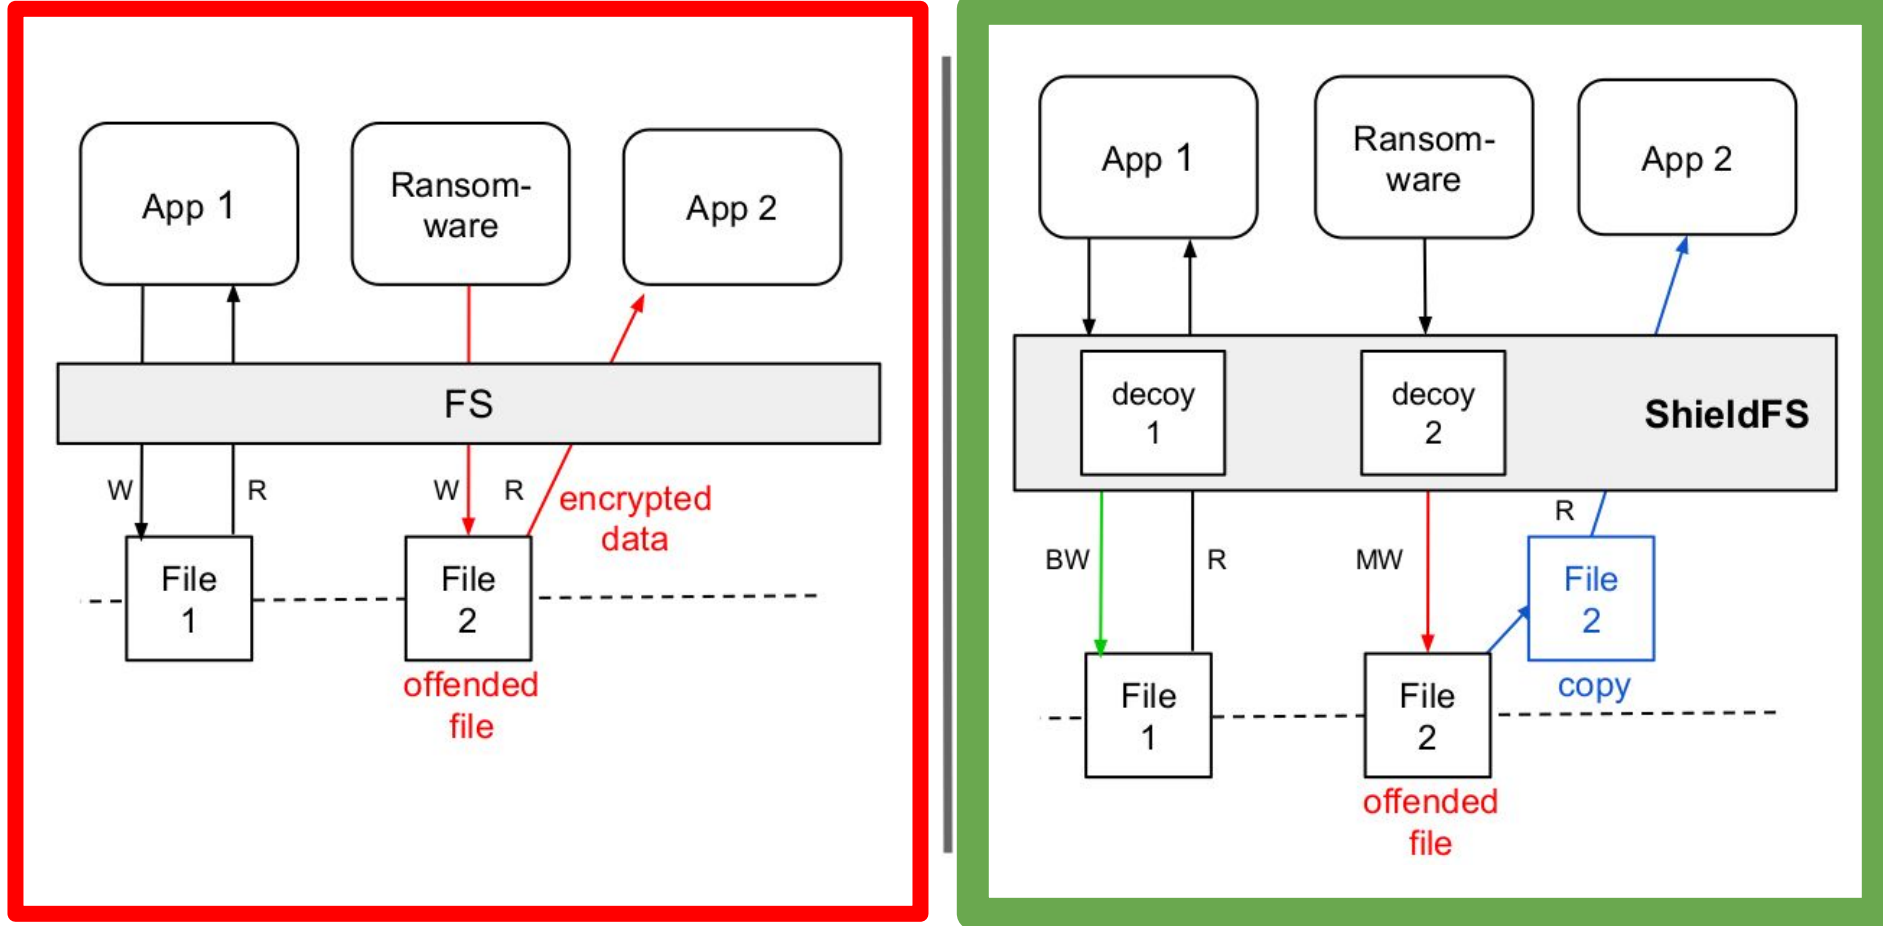 App 1
Ransom-
ware
App 2
FS
W
R
W
R
encrypted
data
File
1
File
2
offended
file
App 1
Ransom-
ware
App 2
decoy
1
decoy
2
ShieldFS
BW
R
MW
R
File
2
copy
File
1
File
2
offended
file